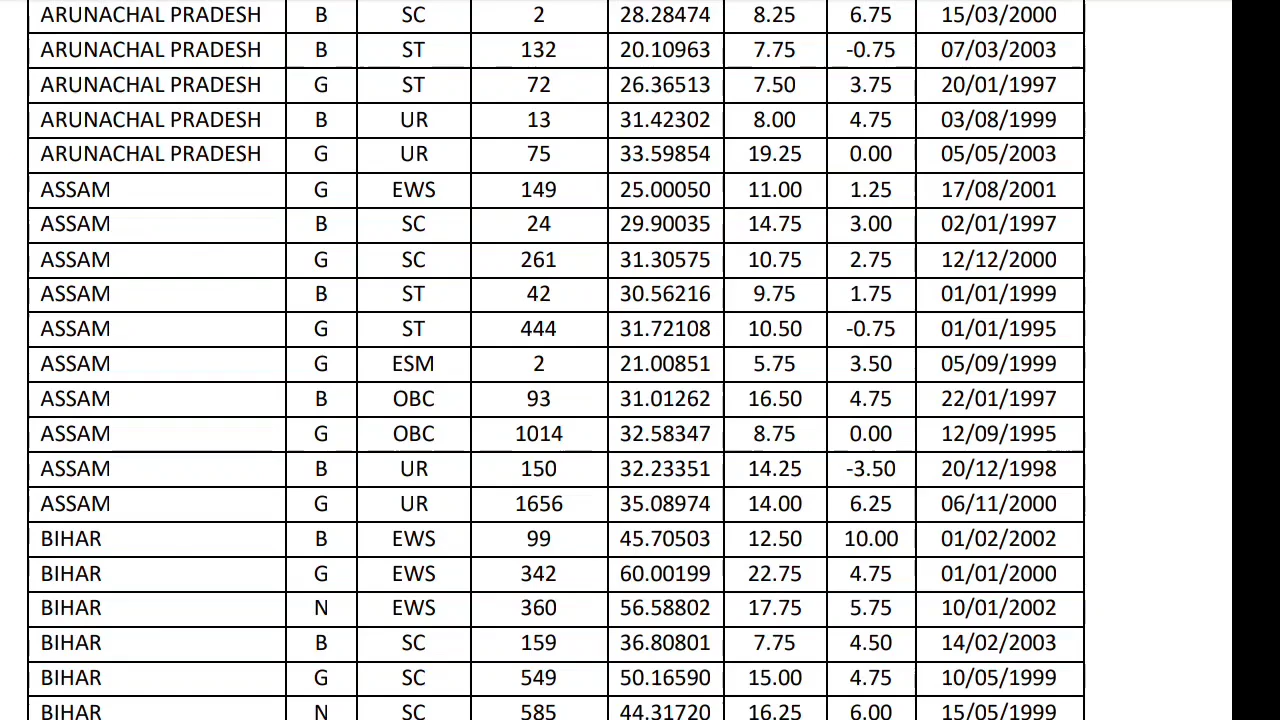 ARUNACHAL PRADESH B SC 2 28.28474 8.25 6.75 15/03/2000
ARUNACHAL PRADESH B ST 132 20.10963 7.75 -0.75 07/03/2003
ARUNACHAL PRADESH G ST 72 26.36513 7.50 3.75 20/01/1997
ARUNACHAL PRADESH B UR 13 31.42302 8.00 4.75 03/08/1999
ARUNACHAL PRADESH G UR 75 33.59854 19.25 0.00 05/05/2003
ASSAM G EWS 149 25.00050 11.00 1.25 17/08/2001
ASSAM B SC 24 29.90035 14.75 3.00 02/01/1997
ASSAM G SC 261 31.30575 10.75 2.75 12/12/2000
ASSAM B ST 42 30.56216 9.75 1.75 01/01/1999
ASSAM G ST 444 31.72108 10.50 -0.75 01/01/1995
ASSAM G ESM 2 21.00851 5.75 3.50 05/09/1999
ASSAM B OBC 93 31.01262 16.50 4.75 22/01/1997
ASSAM G OBC 1014 32.58347 8.75 0.00 12/09/1995
ASSAM B UR 150 32.23351 14.25 -3.50 20/12/1998
ASSAM G UR 1656 35.08974 14.00 6.25 06/11/2000
BIHAR B EWS 99 45.70503 12.50 10.00 01/02/2002
BIHAR G EWS 342 60.00199 22.75 4.75 01/01/2000
BIHAR N EWS 360 56.58802 17.75 5.75 10/01/2002
BIHAR B SC 159 36.80801 7.75 4.50 14/02/2003
BIHAR G SC 549 50.16590 15.00 4.75 10/05/1999
BIHAR N SC 585 44.31720 16.25 6.00 15/05/1999